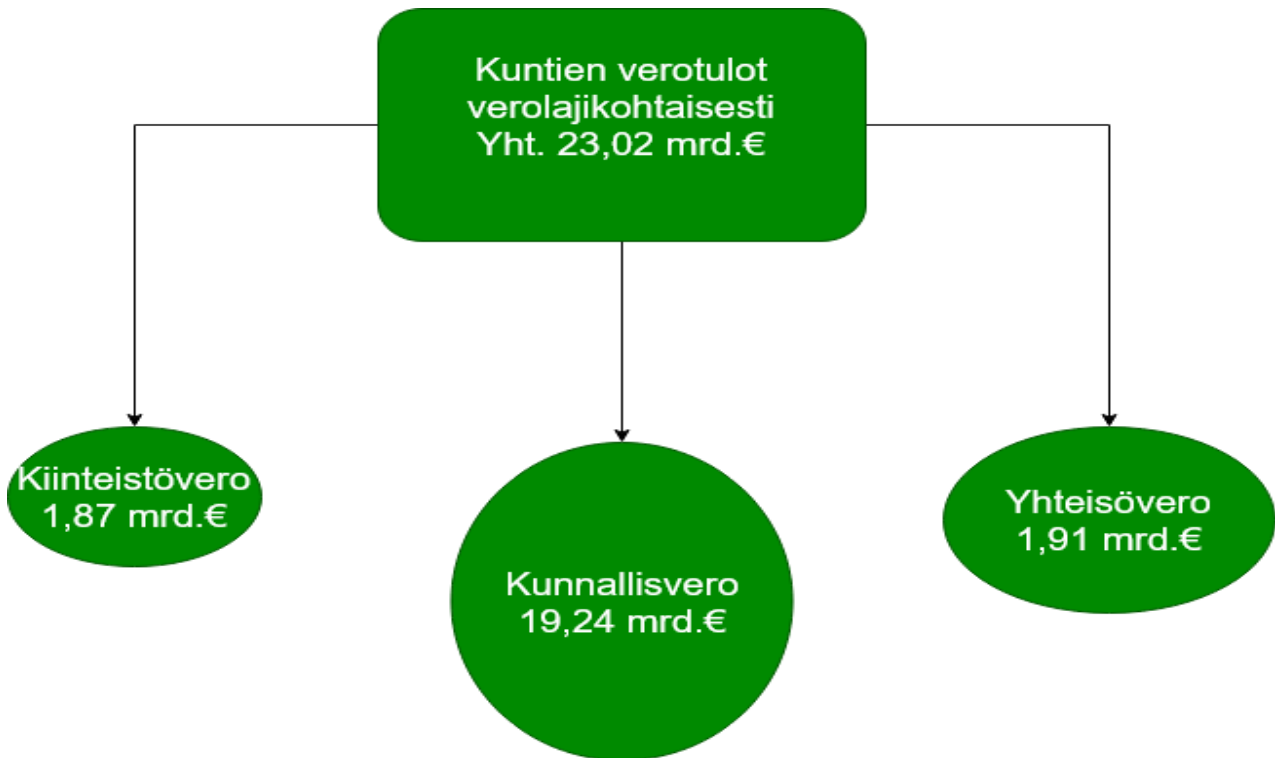 Kuntien verotulot
verolajikohtaisesti
Yht. 23,02 mrd.€
Kiinteistövero
1,87 mrd.€
Kunnallisvero
19,24 mrd.€
Yhteisövero
1,91 mrd.€